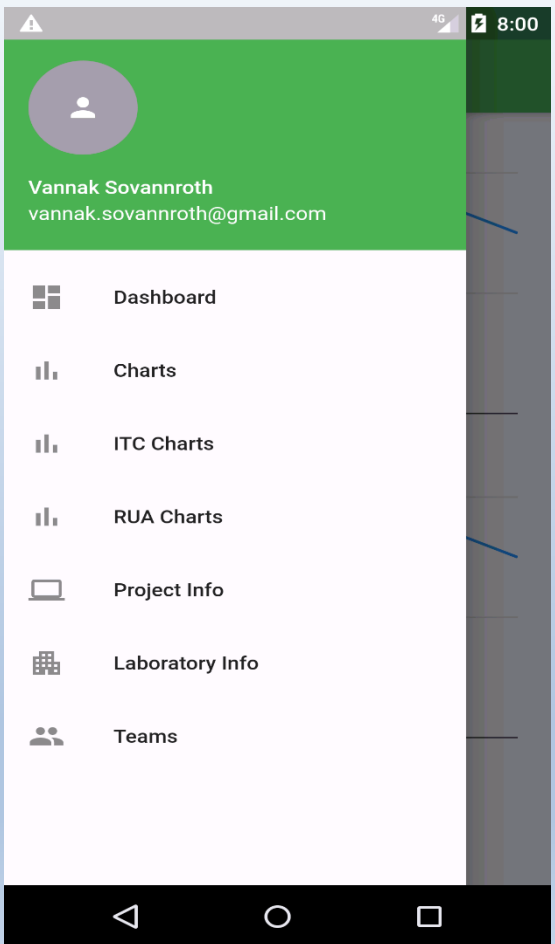 4G 8:00
Vannak Sovannroth
vannak.sovannroth@gmail.com
Dashboard
Charts
ITC Charts
RUA Charts
Project Info
Laboratory Info
Teams